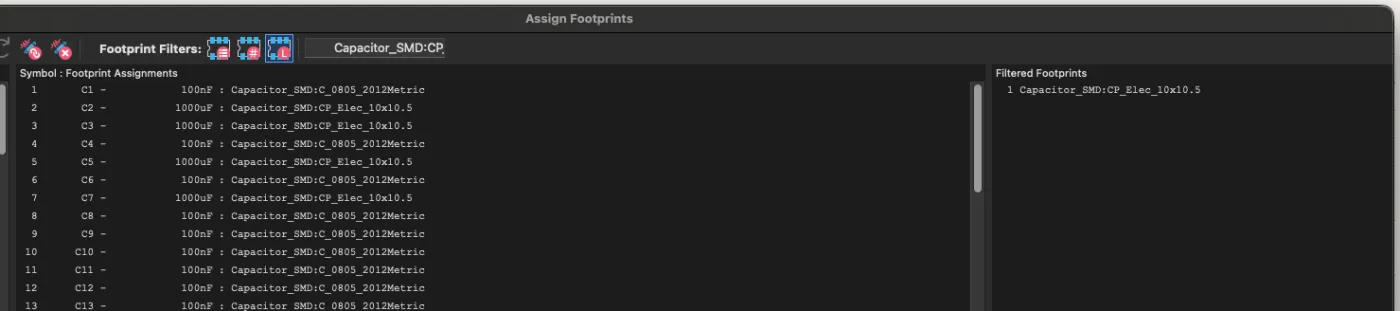 Assign Footprints
Footprint Filters: Capacitor_SMD:CP_
Symbol : Footprint Assignments
1 C1 - 100nF : Capacitor_SMD:C_0805_2012Metric
2 C2 - 1000uF : Capacitor_SMD:CP_Elec_10x10.5
3 C3 - 1000uF : Capacitor_SMD:CP_Elec_10x10.5
4 C4 - 100nF : Capacitor_SMD:C_0805_2012Metric
5 C5 - 1000uF : Capacitor_SMD:CP_Elec_10x10.5
6 C6 - 100nF : Capacitor_SMD:C_0805_2012Metric
7 C7 - 1000uF : Capacitor_SMD:CP_Elec_10x10.5
8 C8 - 100nF : Capacitor_SMD:C_0805_2012Metric
9 C9 - 100nF : Capacitor_SMD:C_0805_2012Metric
10 C10 - 100nF : Capacitor_SMD:C_0805_2012Metric
11 C11 - 100nF : Capacitor_SMD:C_0805_2012Metric
12 C12 - 100nF : Capacitor_SMD:C_0805_2012Metric
13 C13 - 100nF : Capacitor_SMD:C_0805_2012Metric
Filtered Footprints
1 Capacitor_SMD:CP_Elec_10x10.5